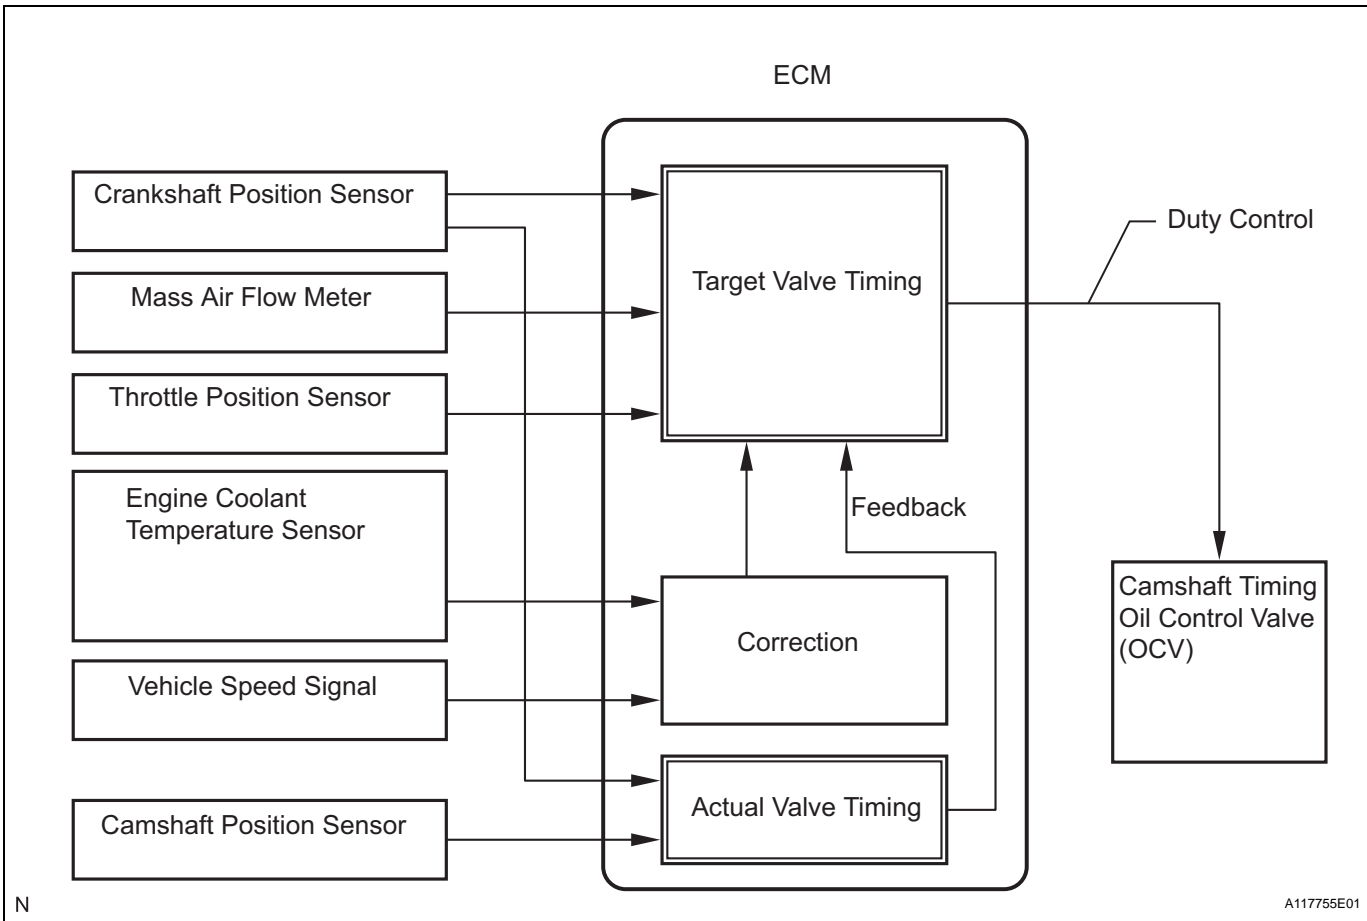 ECM
Crankshaft Position Sensor
Mass Air Flow Meter
Throttle Position Sensor
Engine Coolant
Temperature Sensor
Vehicle Speed Signal
Camshaft Position Sensor
Target Valve Timing
Feedback
Correction
Actual Valve Timing
Duty Control
Camshaft Timing
Oil Control Valve
(OCV)
N
A117755E01